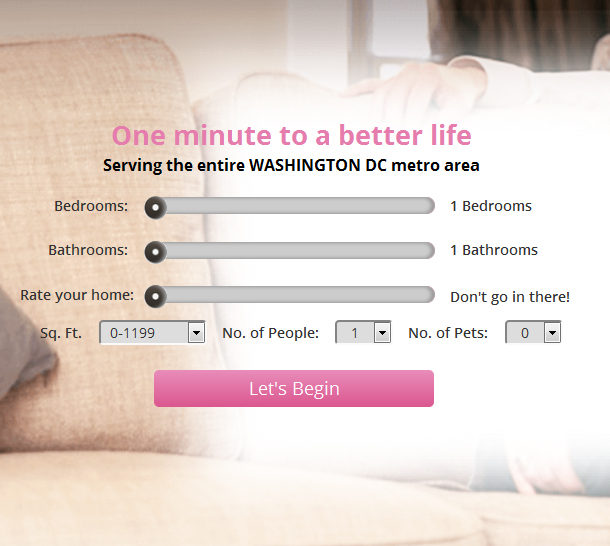 One minute to a better life
Serving the entire WASHINGTON DC metro area
Bedrooms: 1 Bedrooms
Bathrooms: 1 Bathrooms
Rate your home: Don't go in there!
Sq. Ft. 0-1199 No. of People: 1 No. of Pets: 0
Let's Begin